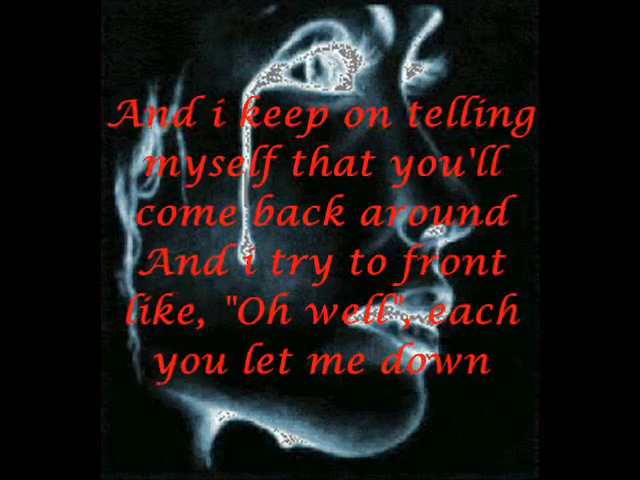 And i keep on telling
myself that you'll
come back around
And i try to front
like, "Oh well", each
you let me down